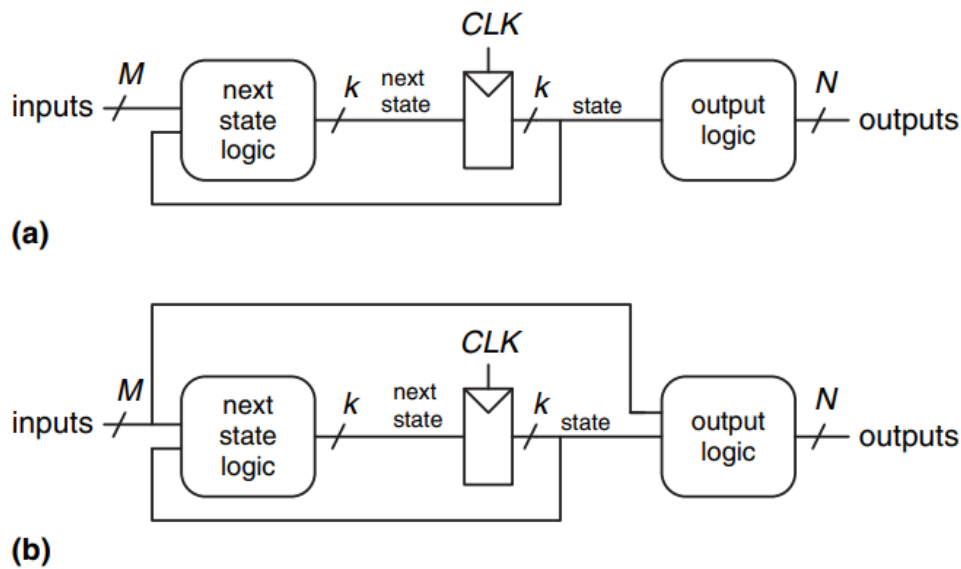 CLK
M
next
state
logic
k
next
state
k
state
output
logic
N
inputs
outputs
(a)
CLK
M
next
state
logic
k
next
state
k
state
output
logic
N
inputs
outputs
(b)